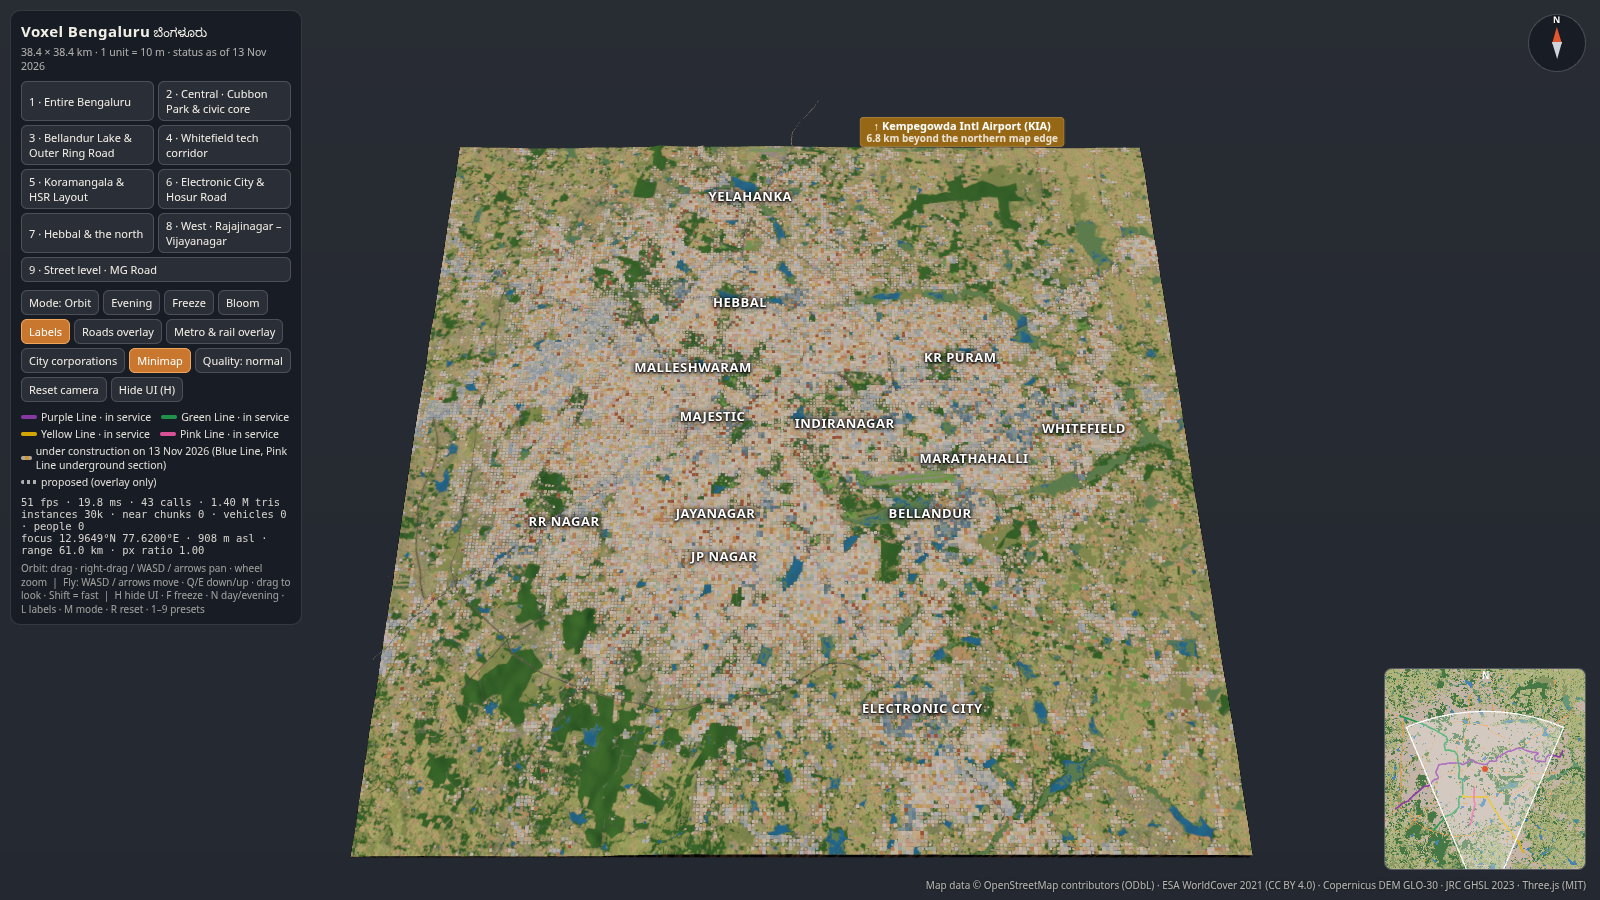 Voxel Bengaluru ಬೆಂಗಳೂರು
38.4 × 38.4 km · 1 unit = 10 m · status as of 13 Nov
2026
1 · Entire Bengaluru
2 · Central · Cubbon
Park & civic core
3 · Bellandur Lake &
Outer Ring Road
4 · Whitefield tech
corridor
5 · Koramangala &
HSR Layout
6 · Electronic City &
Hosur Road
7 · Hebbal & the north
8 · West · Rajajinagar –
Vijayanagar
9 · Street level · MG Road
Mode: Orbit
Evening
Freeze
Bloom
Labels
Roads overlay
Metro & rail overlay
City corporations
Minimap
Quality: normal
Reset camera
Hide UI (H)
Purple Line · in service
Green Line · in service
Yellow Line · in service
Pink Line · in service
under construction on 13 Nov 2026 (Blue Line, Pink
Line underground section)
proposed (overlay only)
51 fps · 19.8 ms · 43 calls · 1.40 M tris
instances 30k · near chunks 0 · vehicles 0
· people 0
focus 12.9649°N 77.6200°E · 908 m asl ·
range 61.0 km · px ratio 1.00
Orbit: drag · right-drag / WASD / arrows pan · wheel
zoom | Fly: WASD / arrows move · Q/E down/up · drag to
look · Shift = fast | H hide UI · F freeze · N day/evening ·
L labels · M mode · R reset · 1–9 presets
N
↑ Kempegowda Intl Airport (KIA)
6.8 km beyond the northern map edge
YELAHANKA
HEBBAL
KR PURAM
MALLESHWARAM
MAJESTIC
INDIRANAGAR
WHITEFIELD
MARATHAHALLI
JAYANAGAR
BELLANDUR
RR NAGAR
JP NAGAR
ELECTRONIC CITY
N
Map data © OpenStreetMap contributors (ODbL) · ESA WorldCover 2021 (CC BY 4.0) · Copernicus DEM GLO-30 · JRC GHSL 2023 · Three.js (MIT)